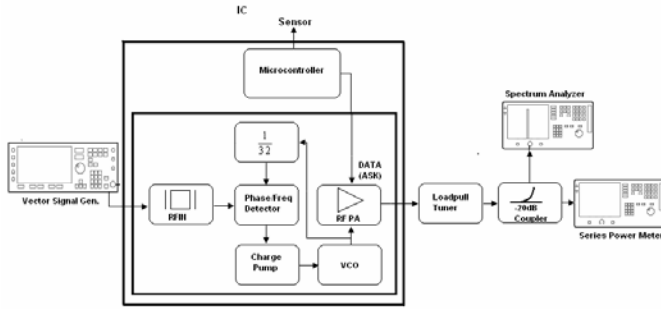 IC
Sensor
Microcontroller
Spectrum Analyzer
1
32
DATA
(ASK)
Vector Signal Gen.
RFIN
Phase/Freq
Detector
RF PA
Loadpull
Tuner
-20dB
Coupler
Series Power Meter
Charge
Pump
VCO